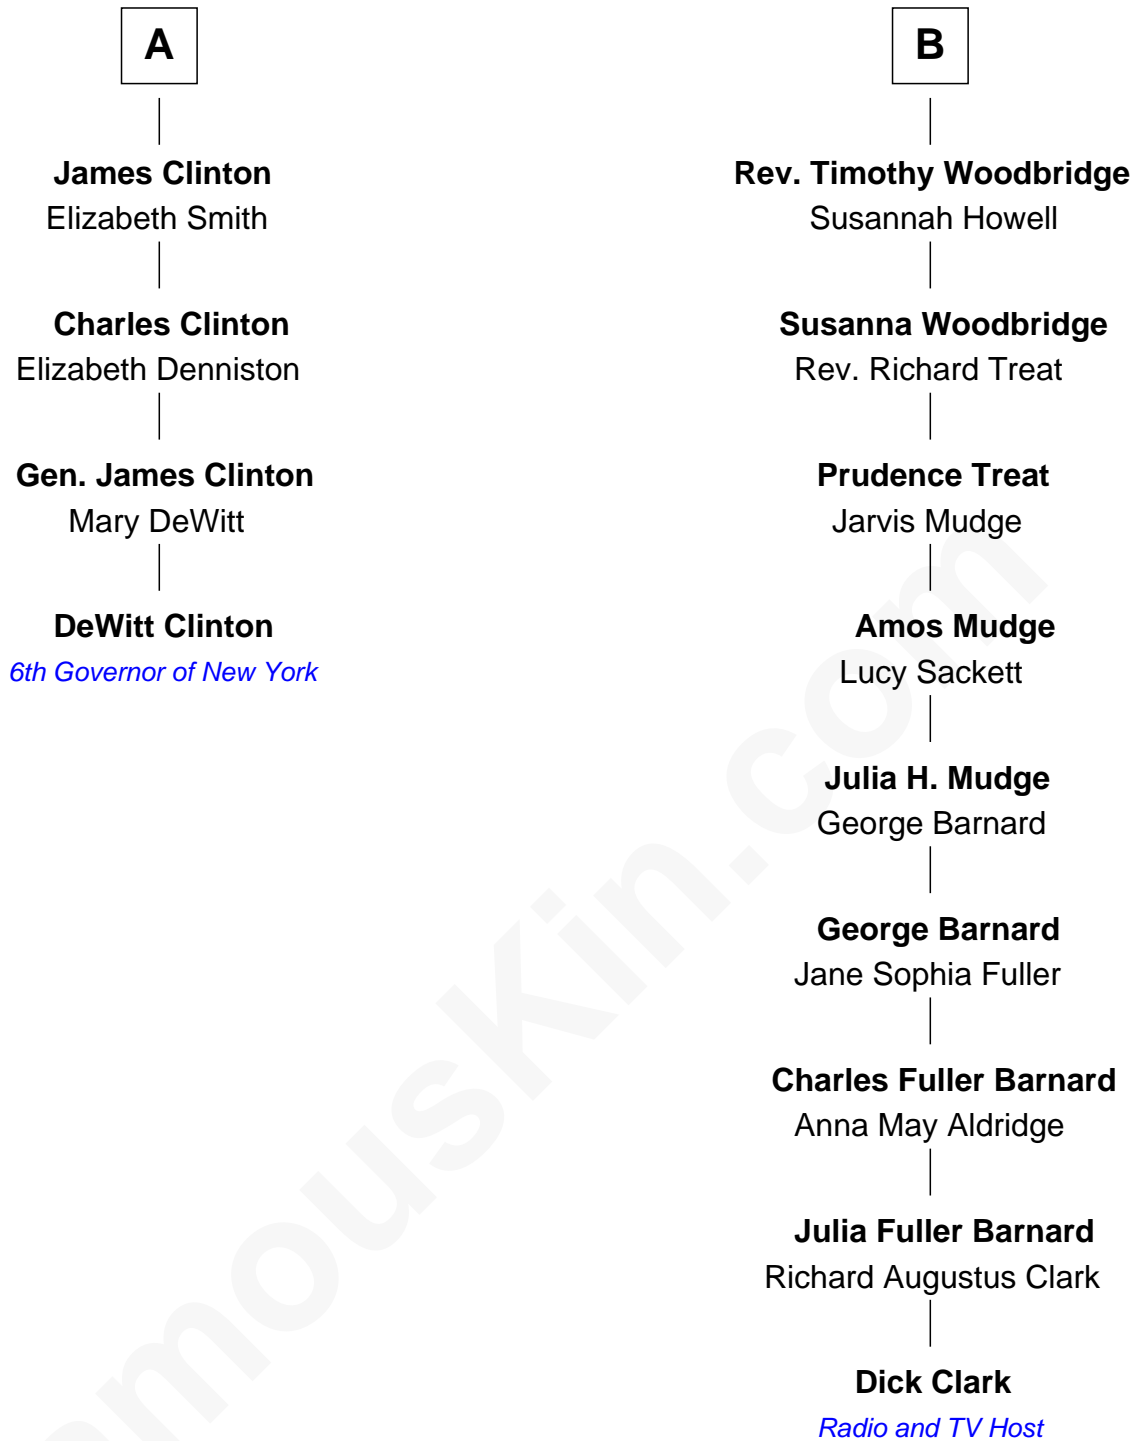 A
James Clinton
Elizabeth Smith
Charles Clinton
Elizabeth Denniston
Gen. James Clinton
Mary DeWitt
DeWitt Clinton
6th Governor of New York
B
Rev. Timothy Woodbridge
Susannah Howell
Susanna Woodbridge
Rev. Richard Treat
Prudence Treat
Jarvis Mudge
Amos Mudge
Lucy Sackett
Julia H. Mudge
George Barnard
George Barnard
Jane Sophia Fuller
Charles Fuller Barnard
Anna May Aldridge
Julia Fuller Barnard
Richard Augustus Clark
Dick Clark
Radio and TV Host
amouskin.com